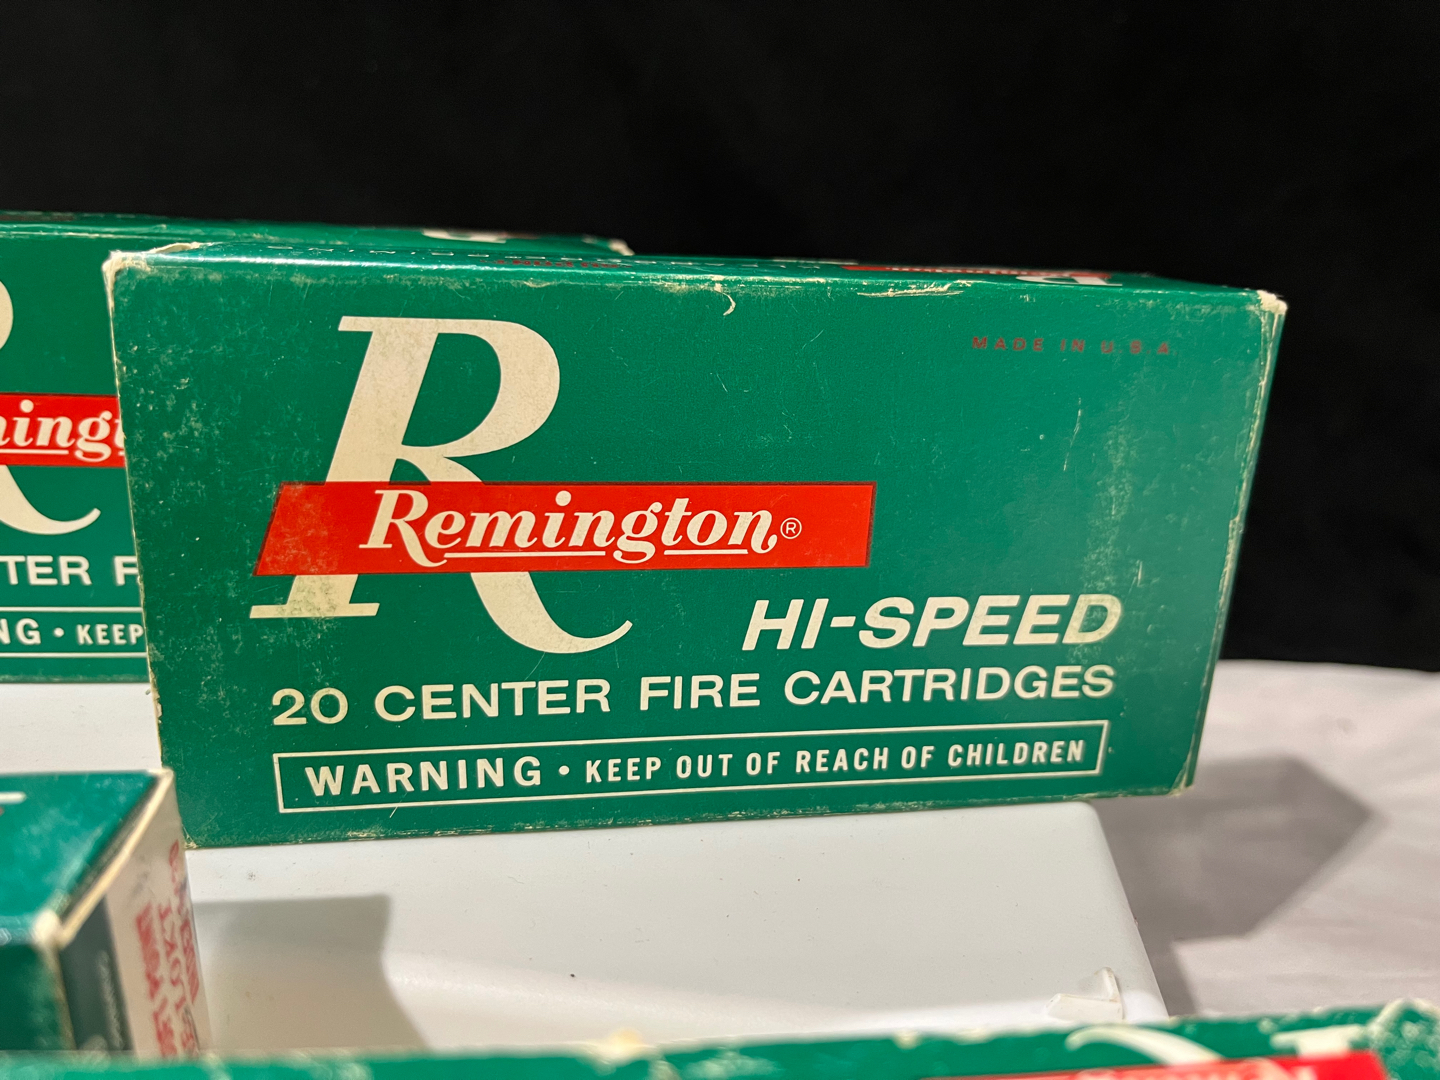 MADE IN U.S.A.
R
Remington®
HI-SPEED
20 CENTER FIRE CARTRIDGES
WARNING • KEEP OUT OF REACH OF CHILDREN
ming
TER F
NG • KEEP